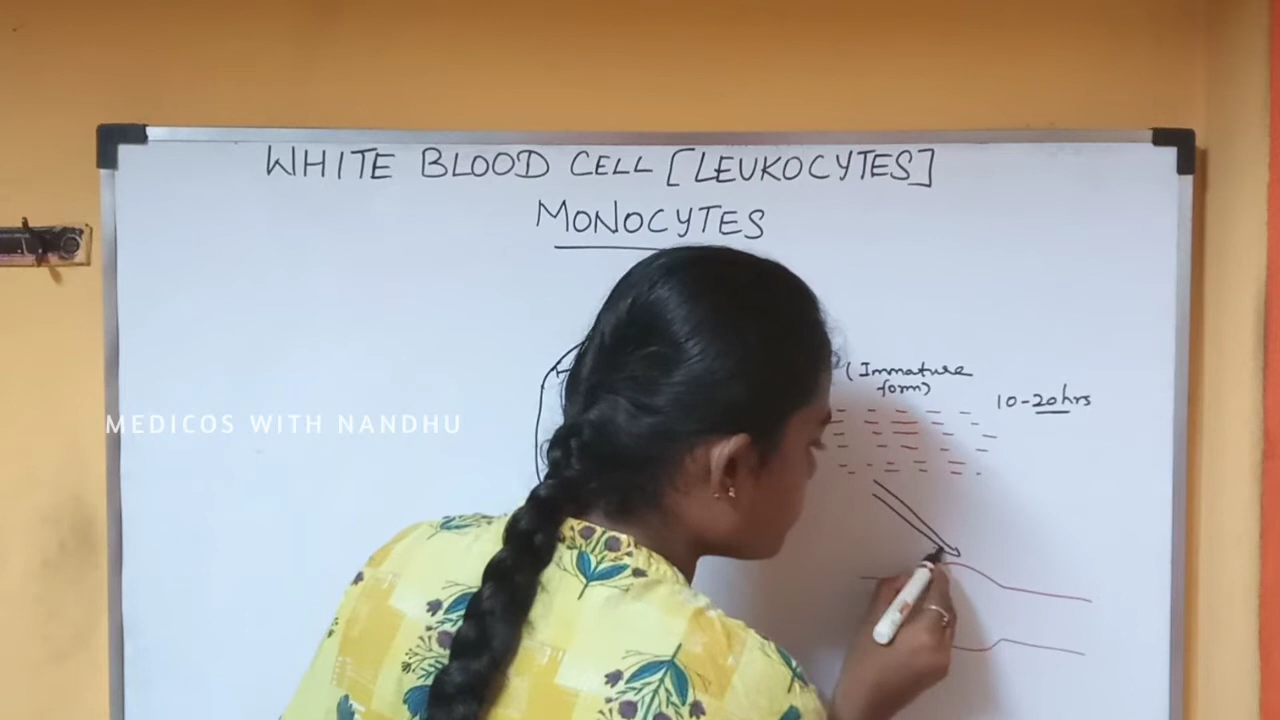 WHITE BLOOD CELL [LEUKOCYTES]
MONOCYTES
(Immature
form)
10-20hrs
MEDICOS WITH NANDHU